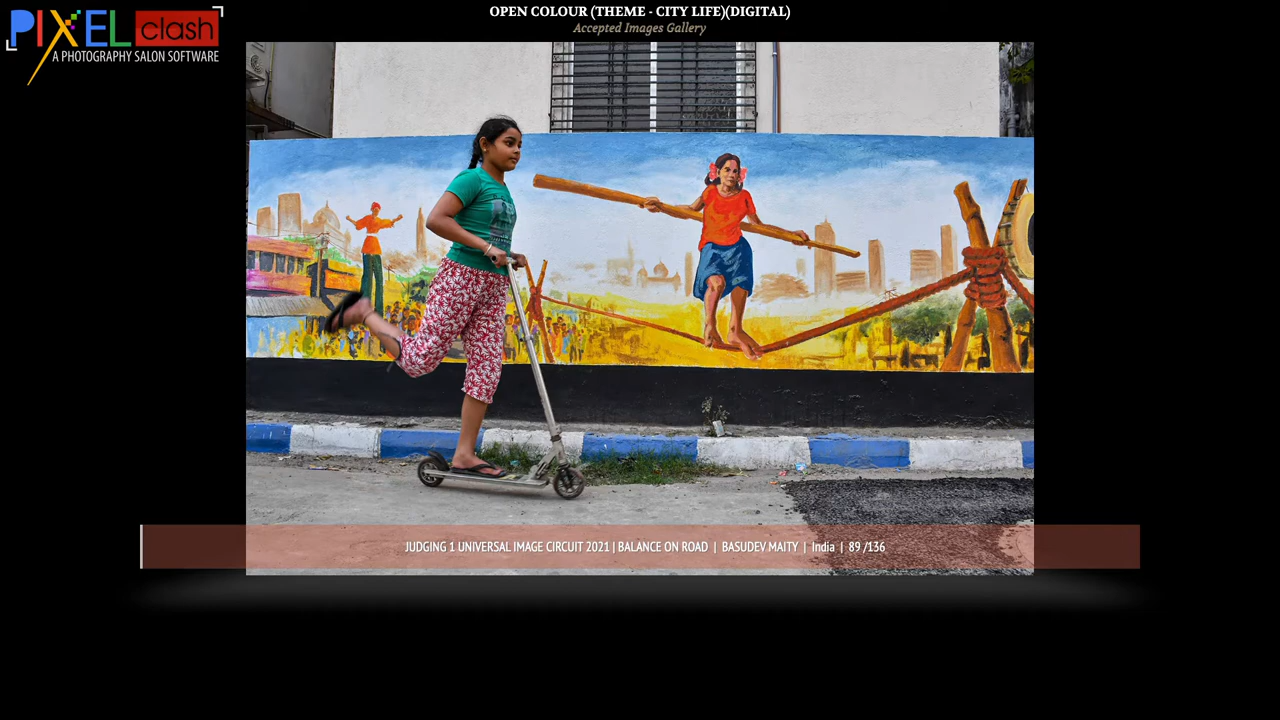 PIXEL clash
A PHOTOGRAPHY SALON SOFTWARE
OPEN COLOUR (THEME - CITY LIFE)(DIGITAL)
Accepted Images Gallery
JUDGING 1 UNIVERSAL IMAGE CIRCUIT 2021 | BALANCE ON ROAD | BASUDEV MAITY | India | 89 /136